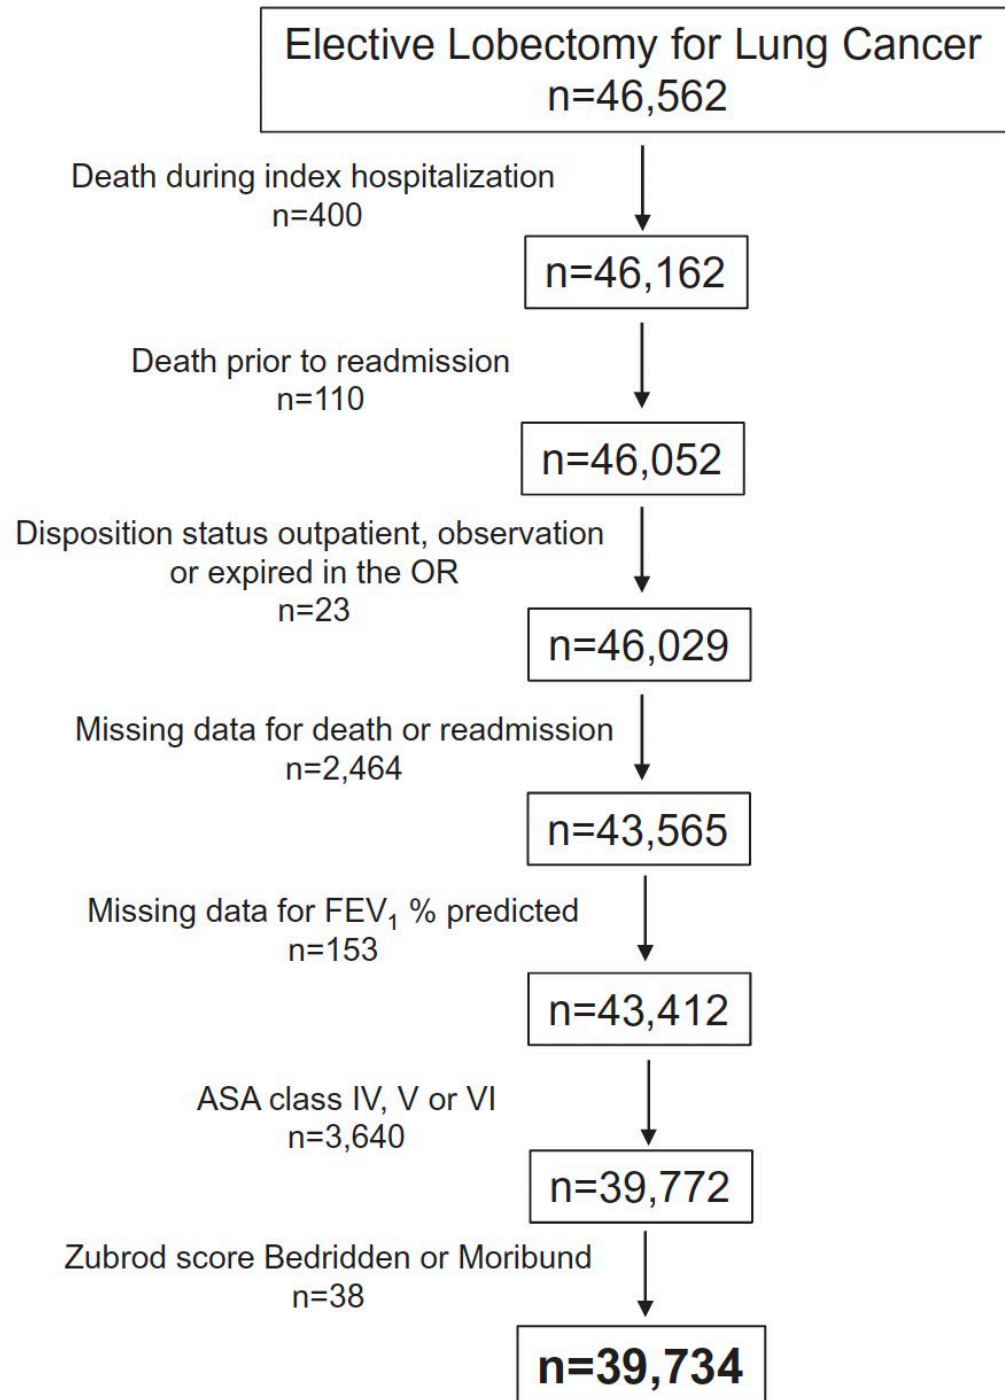 Elective Lobectomy for Lung Cancer
n=46,562
Death during index hospitalization
n=400
n=46,162
Death prior to readmission
n=110
n=46,052
Disposition status outpatient, observation
or expired in the OR
n=23
n=46,029
Missing data for death or readmission
n=2,464
n=43,565
Missing data for FEV₁ % predicted
n=153
n=43,412
ASA class IV, V or VI
n=3,640
n=39,772
Zubrod score Bedridden or Moribund
n=38
n=39,734